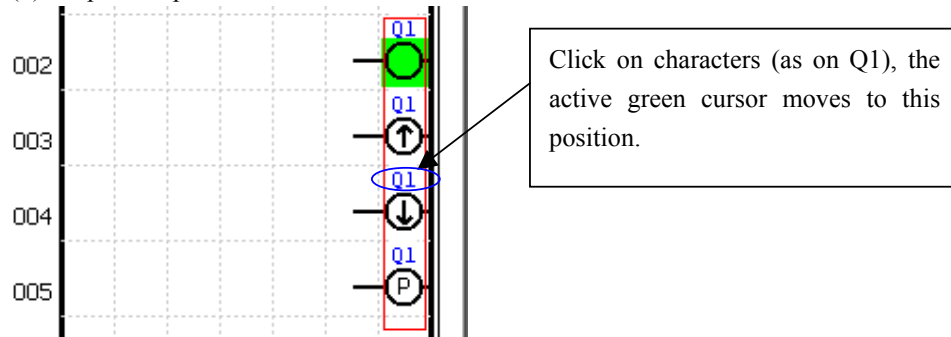 Q1
002
Q1
003
Q1
004
Q1
005
P
Click on characters (as on Q1), the
active green cursor moves to this
position.